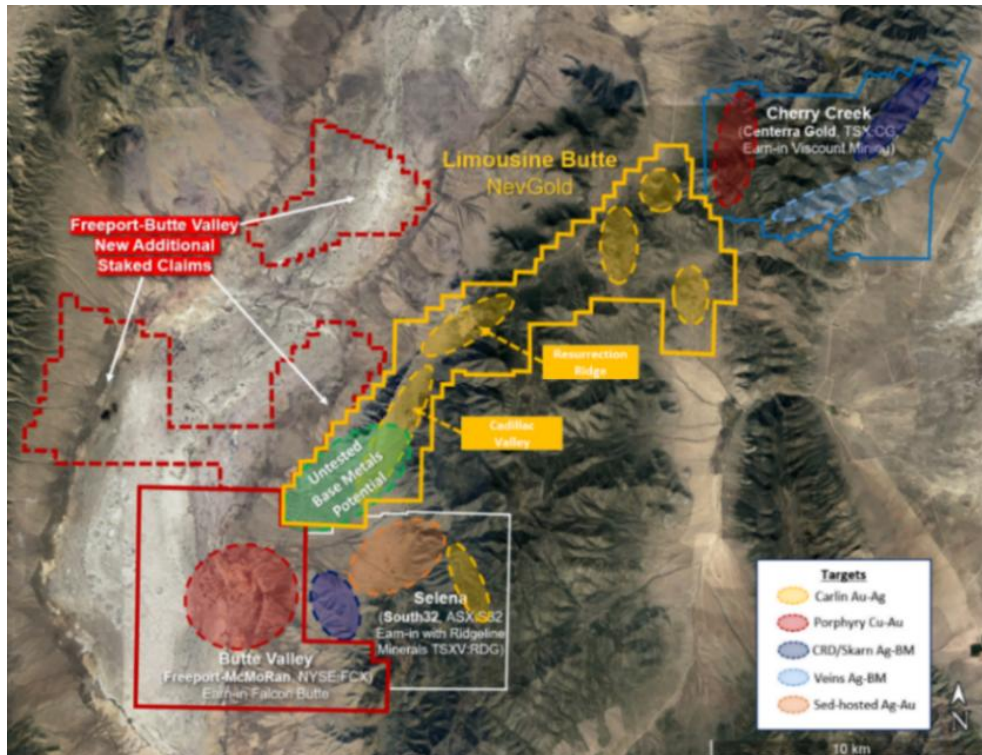 Cherry Creek
(Centerra Gold, TSX:CG,
Earn-in Viscount Mining)
Limousine Butte
NevGold
Freeport-Butte Valley
New Additional
Staked Claims
Resurrection
Ridge
Cadillac
Valley
Untested
Base Metals
Potential
Selena
(South32, ASX:S32
Earn-in with Ridgeline
Minerals TSXV:RDG)
Butte Valley
(Freeport-McMoRan, NYSE:FCX)
Earn-in Falcon Butte
Targets
Carlin Au-Ag
Porphyry Cu-Au
CRD/Skarn Ag-BM
Veins Ag-BM
Sed-hosted Ag-Au
N
10 km